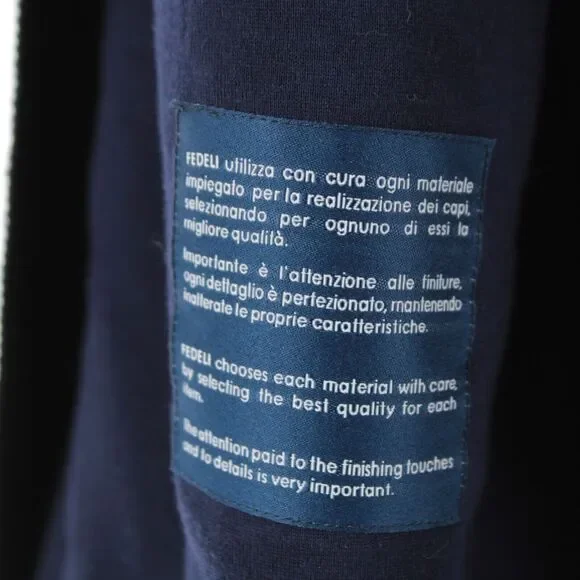 FEDELI utilizza con cura ogni materiale
impiegato per la realizzazione dei capi,
selezionando per ognuno di essi la
migliore qualità.
Importante è l'attenzione alle finiture,
ogni dettaglio è perfezionato, mantenendo
inalterate le proprie caratteristiche.
FEDELI chooses each material with care,
by selecting the best quality for each
item.
The attention paid to the finishing touches
and to details is very important.